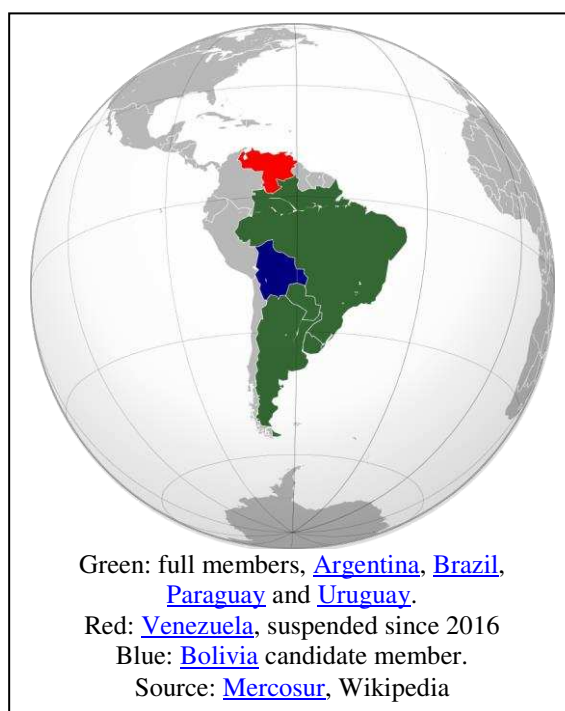 Green: full members, Argentina, Brazil,
Paraguay and Uruguay.
Red: Venezuela, suspended since 2016
Blue: Bolivia candidate member.
Source: Mercosur, Wikipedia